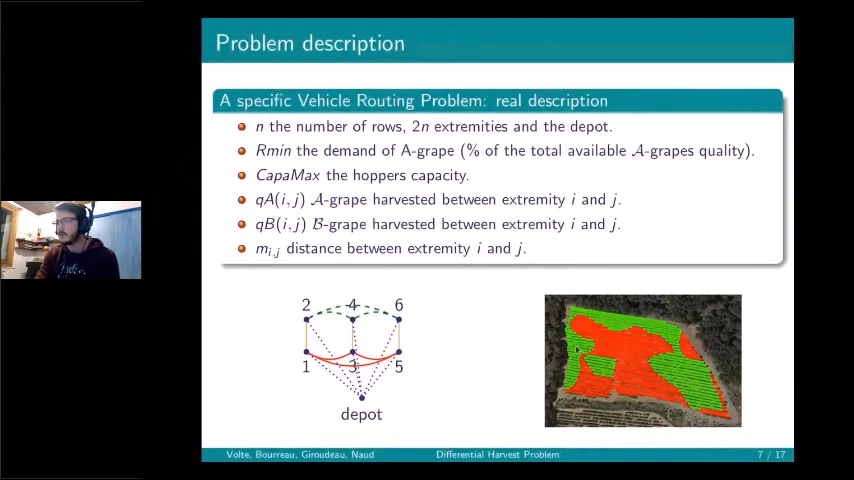 Problem description
A specific Vehicle Routing Problem: real description
n the number of rows, 2n extremities and the depot.
Rmin the demand of A-grape (% of the total available 𝒜-grapes quality).
CapaMax the hoppers capacity.
qA(i, j) 𝒜-grape harvested between extremity i and j.
qB(i, j) ℬ-grape harvested between extremity i and j.
m_{i,j} distance between extremity i and j.
2 4 6
1 3 5
depot
Volte, Bourreau, Giroudeau, Naud Differential Harvest Problem 7 / 17